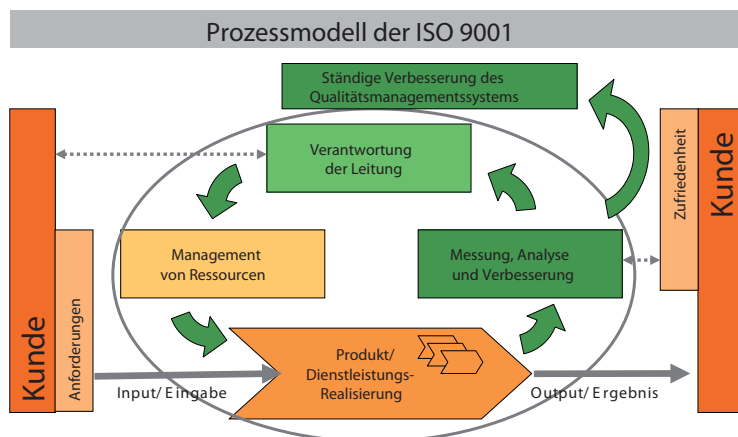 Prozessmodell der ISO 9001
Ständige Verbesserung des
Qualitätsmanagementssystems
Verantwortung
der Leitung
Management
von Ressourcen
Messung, Analyse
und Verbesserung
Produkt/
Dienstleistungs-
Realisierung
Kunde
Anforderungen
Input/ Eingabe
Output/ Ergebnis
Zufriedenheit
Kunde